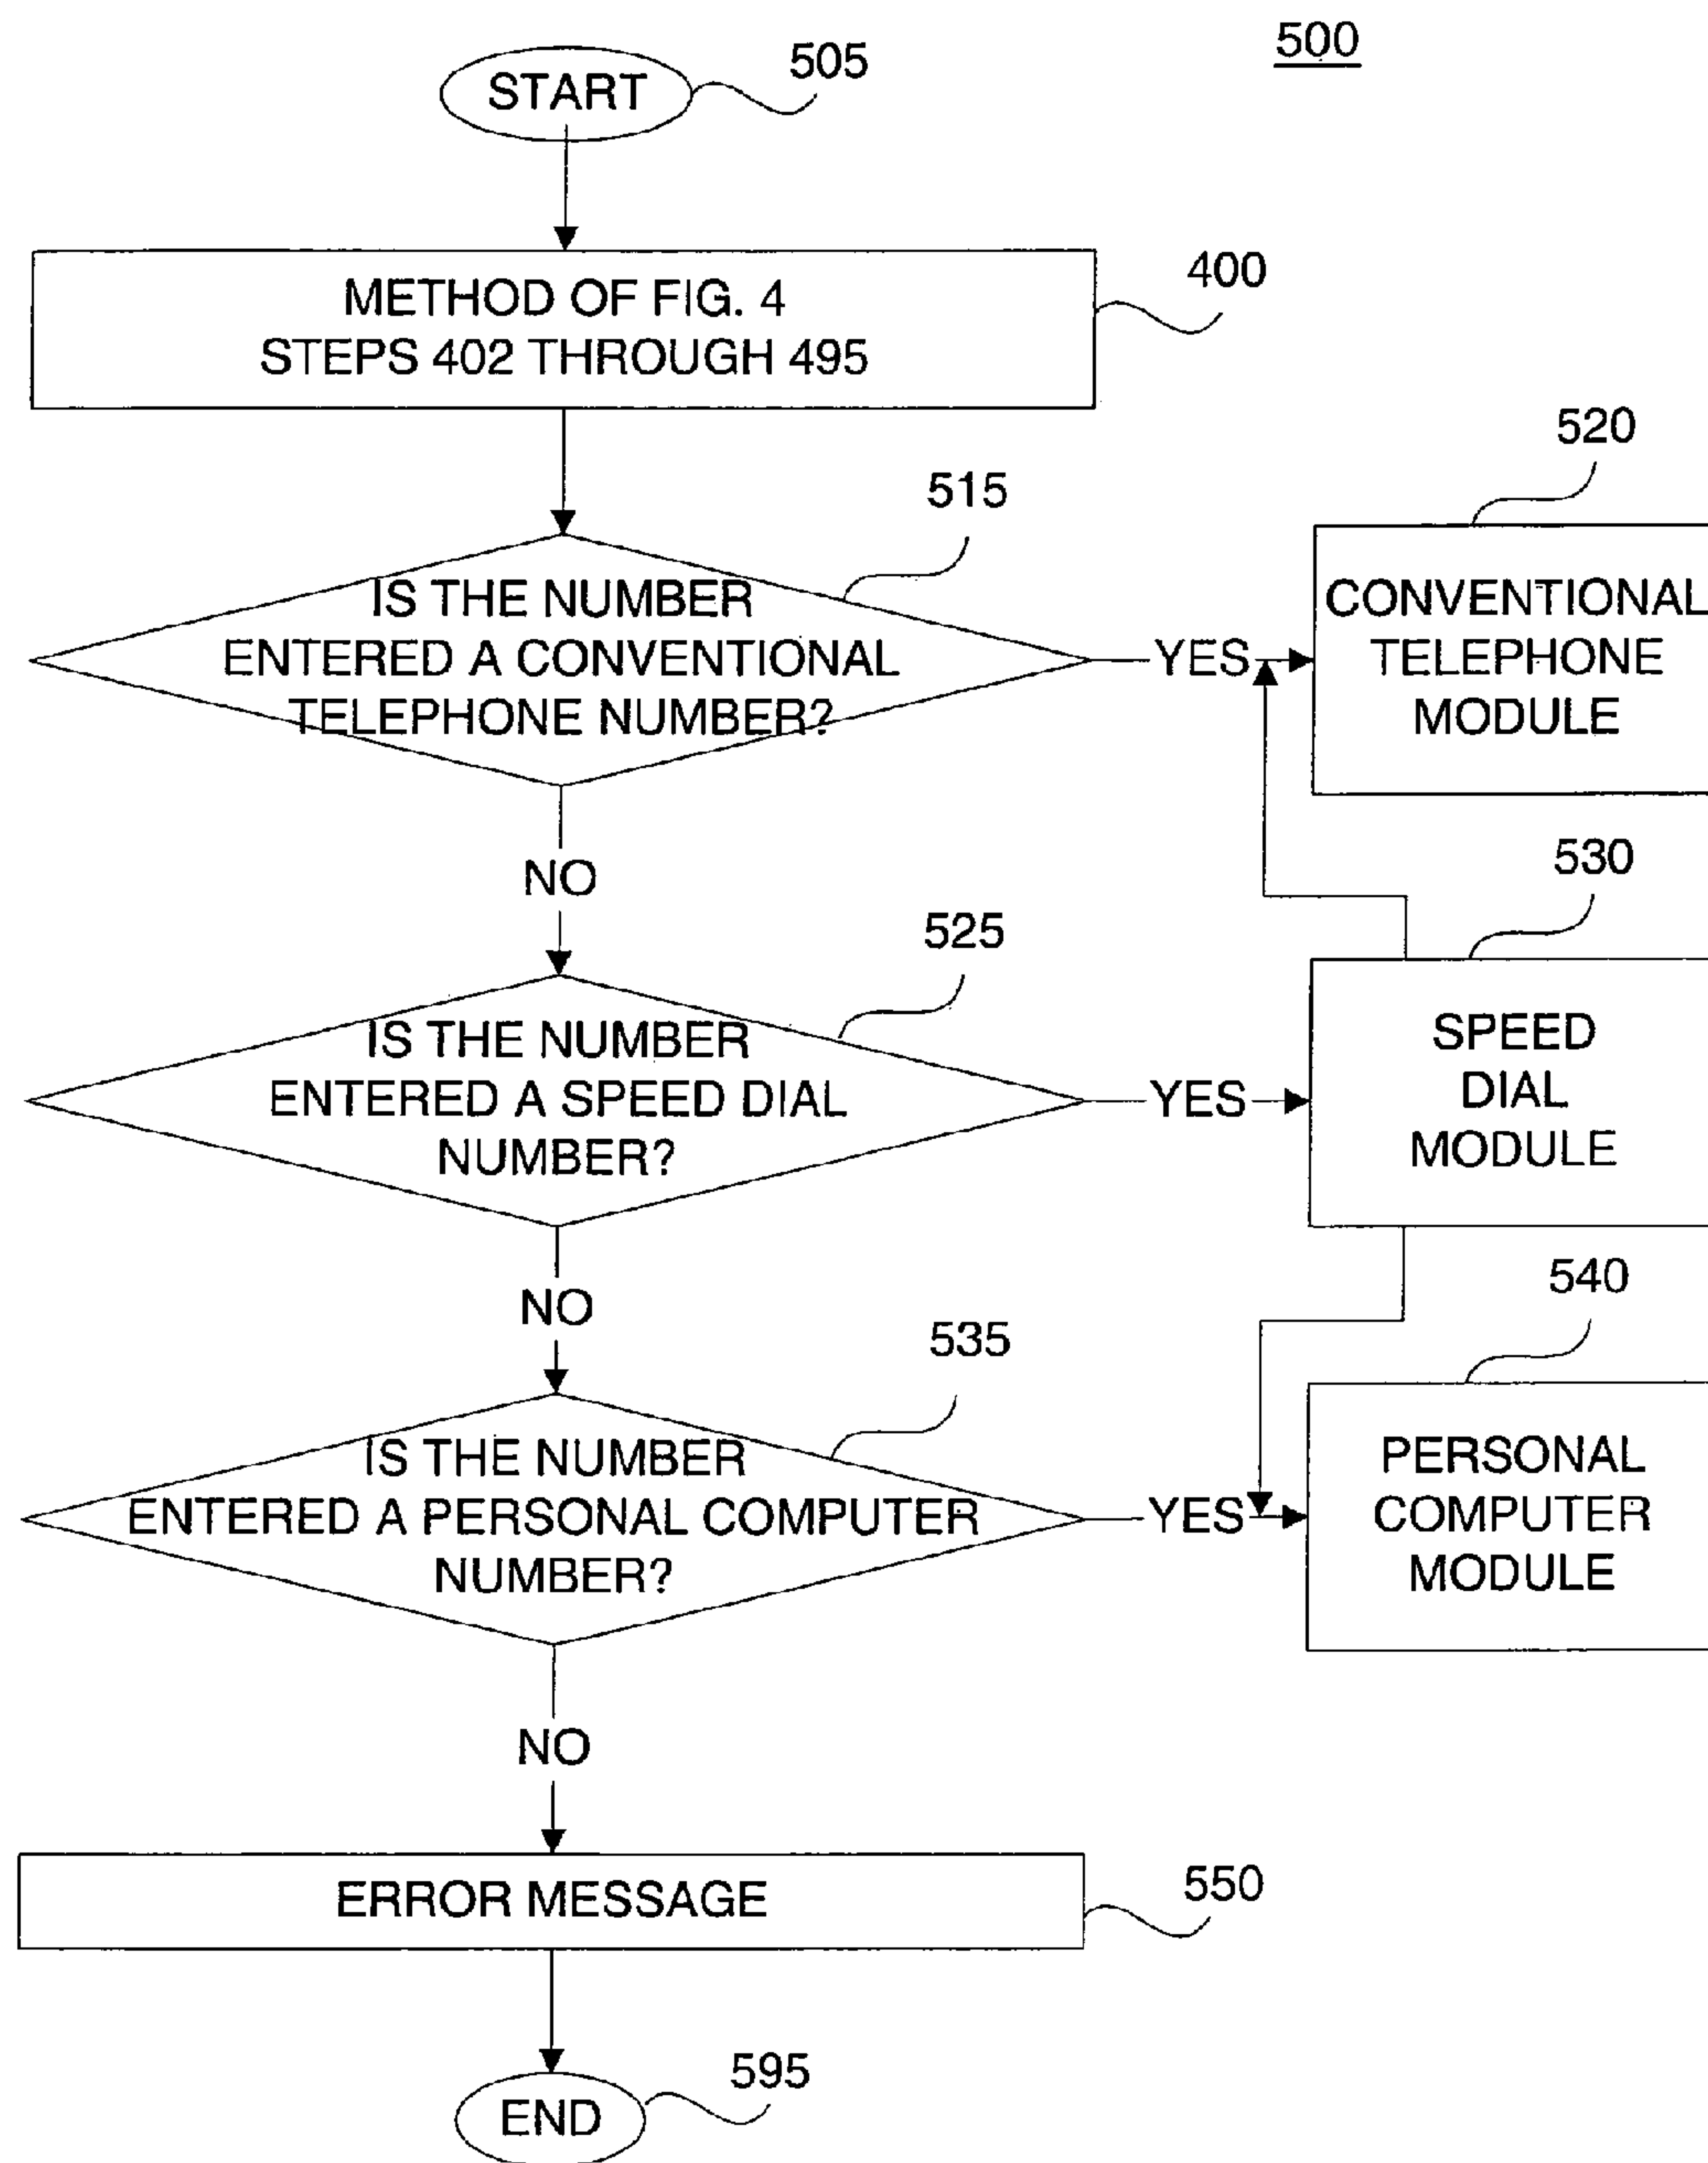 500
START
505
METHOD OF FIG. 4
STEPS 402 THROUGH 495
400
515
IS THE NUMBER
ENTERED A CONVENTIONAL
TELEPHONE NUMBER?
YES
520
CONVENTIONAL
TELEPHONE
MODULE
NO
525
IS THE NUMBER
ENTERED A SPEED DIAL
NUMBER?
YES
530
SPEED
DIAL
MODULE
NO
535
IS THE NUMBER
ENTERED A PERSONAL COMPUTER
NUMBER?
YES
540
PERSONAL
COMPUTER
MODULE
NO
ERROR MESSAGE
550
END
595